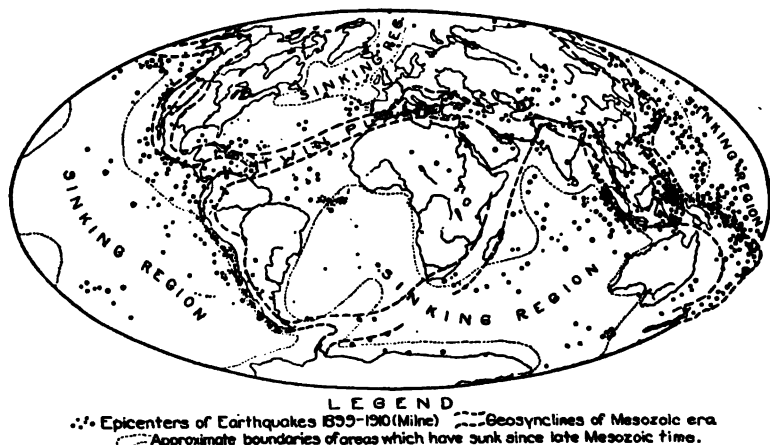 SINKING REG.
SINKING REGION
SINKING REGION
SINKING REGION
LEGEND
Epicenters of Earthquakes 1899-1910 (Milne) Geosynclines of Mesozoic era
Approximate boundaries of areas which have sunk since late Mesozoic time.